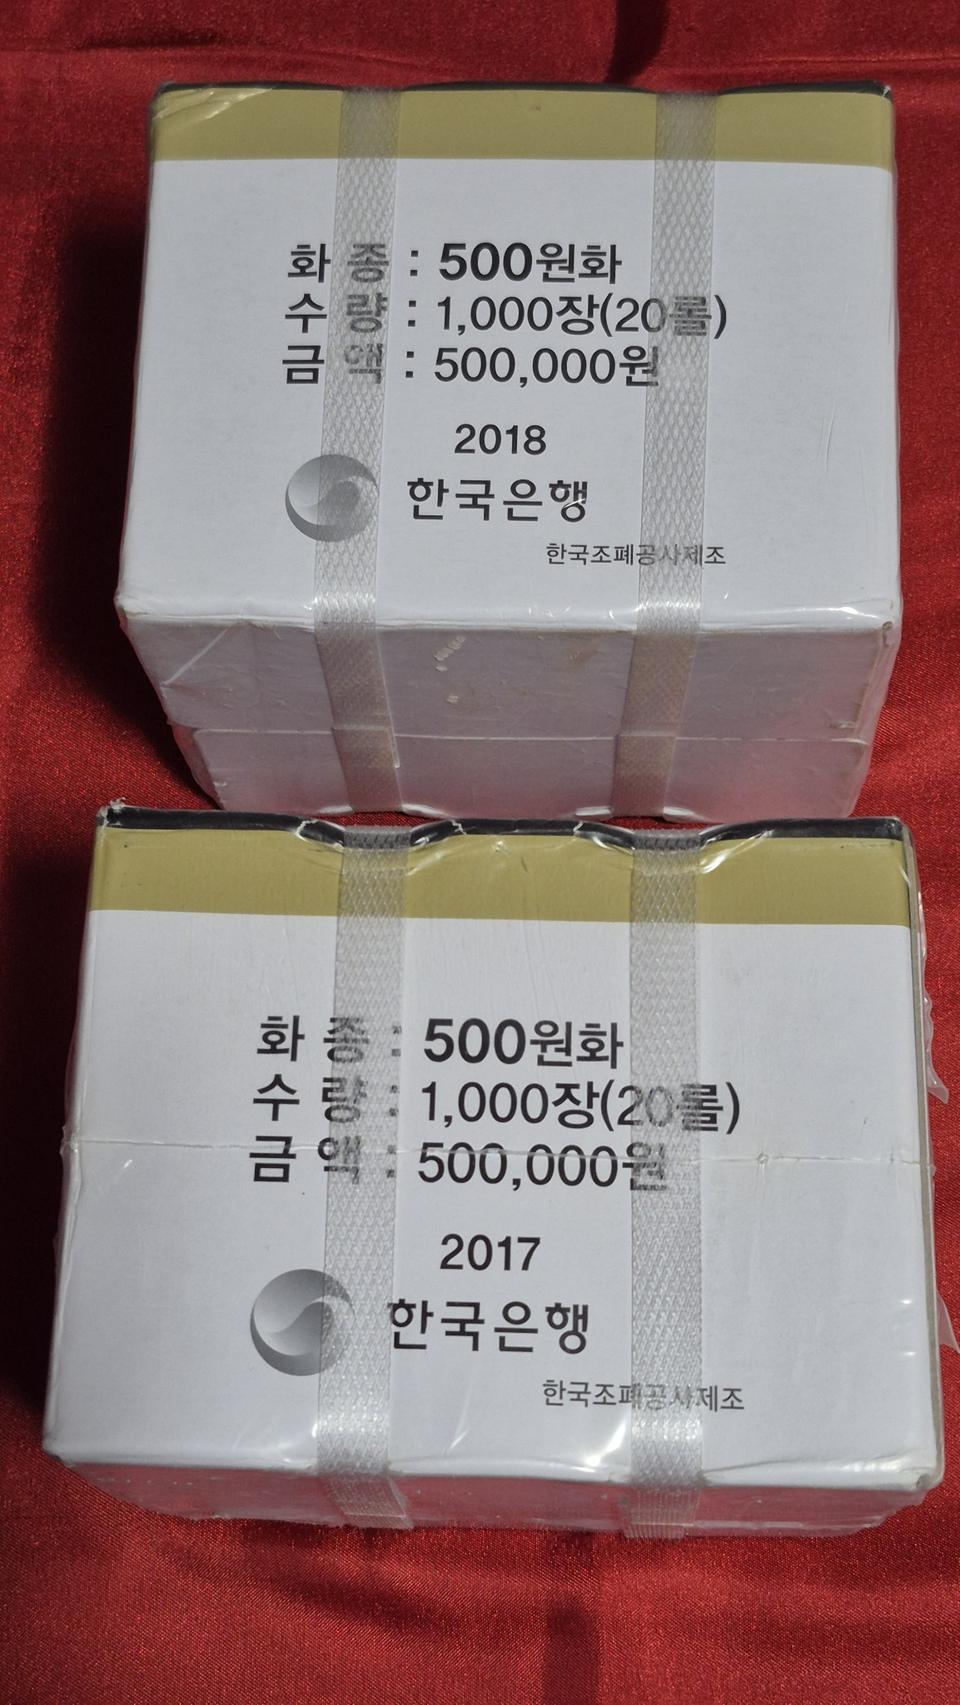 화 종 : 500원화
수 량 : 1,000장(20롤)
금 액 : 500,000원
2018
한국은행
한국조폐공사제조
화 종 : 500원화
수 량 : 1,000장(20롤)
금 액 : 500,000원
2017
한국은행
한국조폐공사제조